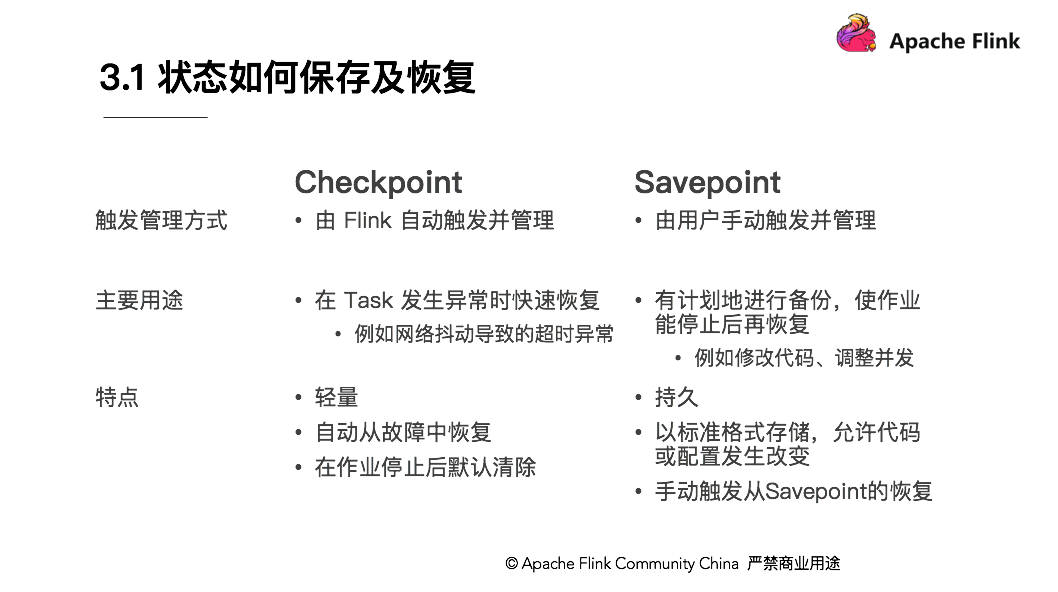 Apache Flink
3.1 状态如何保存及恢复
Checkpoint
Savepoint
触发管理方式
• 由 Flink 自动触发并管理
• 由用户手动触发并管理
主要用途
• 在 Task 发生异常时快速恢复
• 例如网络抖动导致的超时异常
• 有计划地进行备份，使作业
能停止后再恢复
• 例如修改代码、调整并发
特点
• 轻量
• 自动从故障中恢复
• 在作业停止后默认清除
• 持久
• 以标准格式存储，允许代码
或配置发生改变
• 手动触发从Savepoint的恢复
© Apache Flink Community China 严禁商业用途